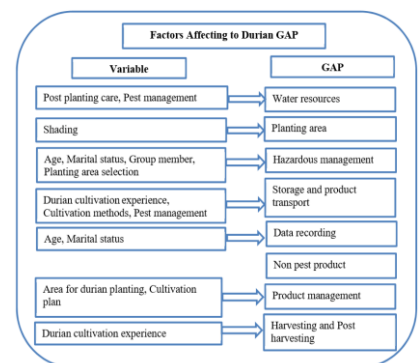 Factors Affecting to Durian GAP
Variable
GAP
Post planting care, Pest management
Water resources
Shading
Planting area
Age, Marital status, Group member,
Planting area selection
Hazardous management
Durian cultivation experience,
Cultivation methods, Pest management
Storage and product
transport
Age, Marital status
Data recording
Non pest product
Area for durian planting, Cultivation
plan
Product management
Durian cultivation experience
Harvesting and Post
harvesting